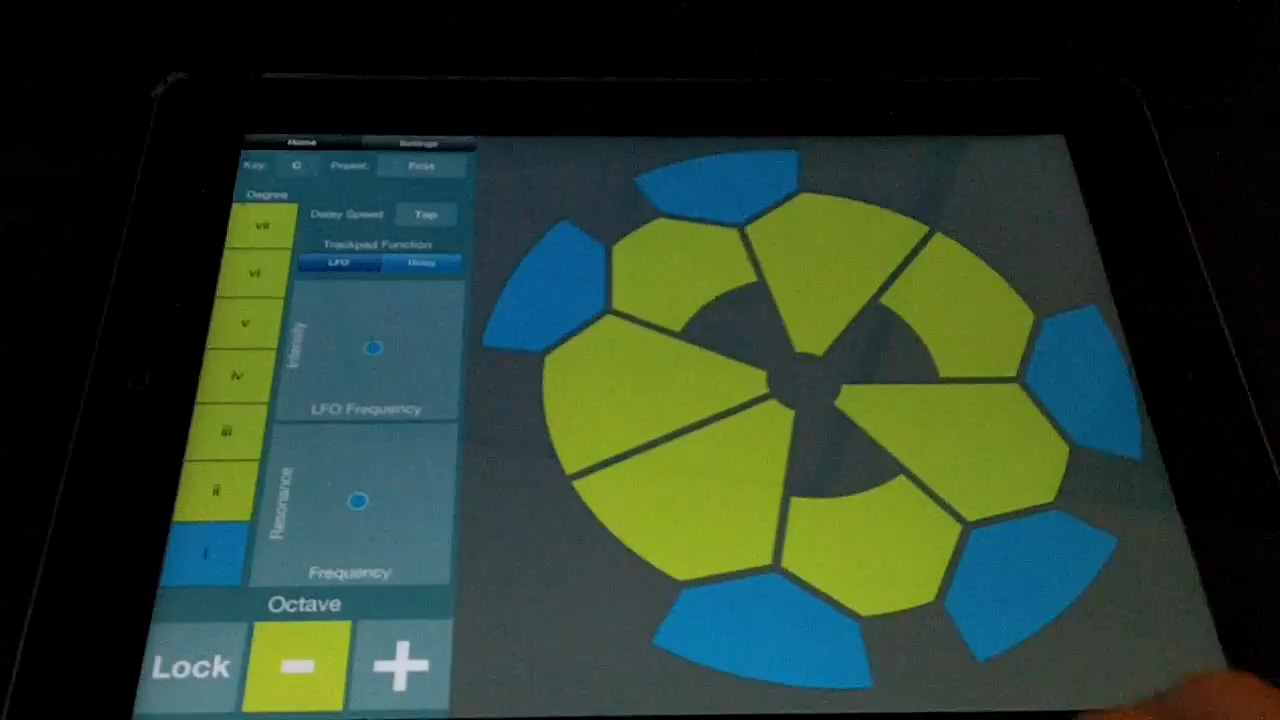 Home Settings
Key: C Preset: Ross
Degree
vii
Delay Speed Tap
Trackpad Function
LFO Delay
vi
v
iv
iii
ii
i
Intensity
LFO Frequency
Resonance
Frequency
Octave
Lock - +